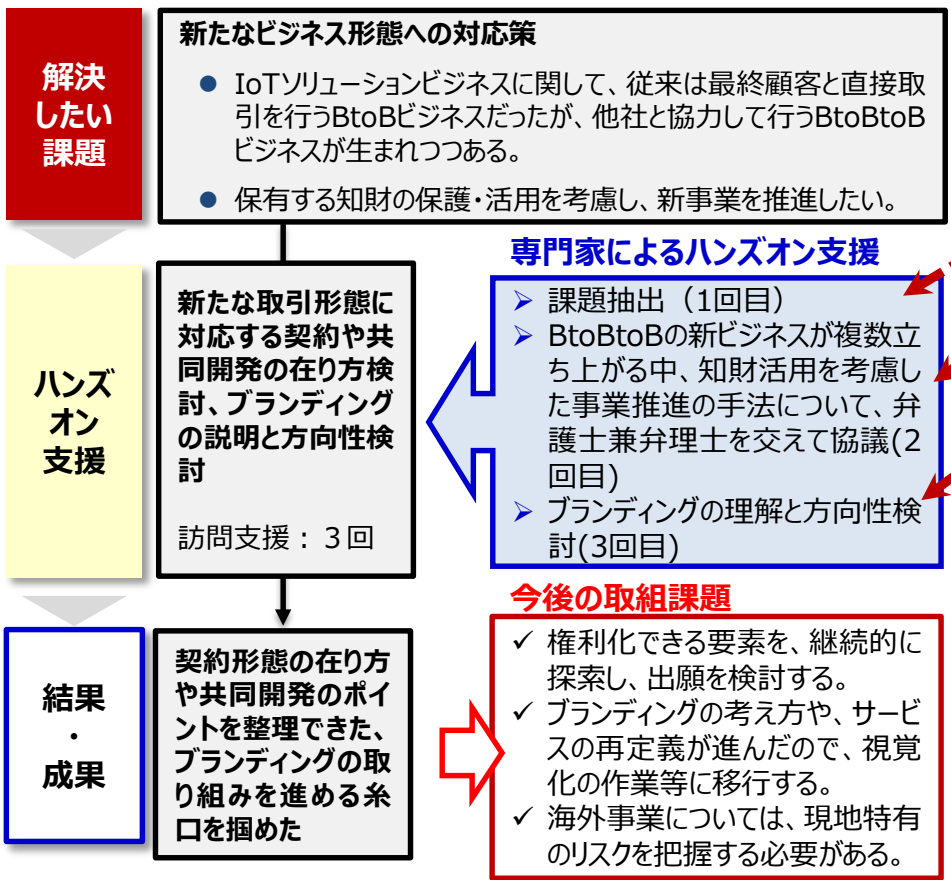 解決
したい
課題
新たなビジネス形態への対応策
● IoTソリューションビジネスに関して、従来は最終顧客と直接取
引を行うBtoBビジネスだったが、他社と協力して行うBtoBtoB
ビジネスが生まれつつある。
● 保有する知財の保護・活用を考慮し、新事業を推進したい。
ハンズ
オン
支援
新たな取引形態に
対応する契約や共
同開発の在り方検
討、ブランディング
の説明と方向性検
討
訪問支援：３回
専門家によるハンズオン支援
➢ 課題抽出（1回目）
➢ BtoBtoBの新ビジネスが複数立
ち上がる中、知財活用を考慮し
た事業推進の手法について、弁
護士兼弁理士を交えて協議(2
回目)
➢ ブランディングの理解と方向性検
討(3回目)
結果
・
成果
契約形態の在り方
や共同開発のポイ
ントを整理できた、
ブランディングの取
り組みを進める糸
口を掴めた
今後の取組課題
✓ 権利化できる要素を、継続的に
探索し、出願を検討する。
✓ ブランディングの考え方や、サービ
スの再定義が進んだので、視覚
化の作業等に移行する。
✓ 海外事業については、現地特有
のリスクを把握する必要がある。